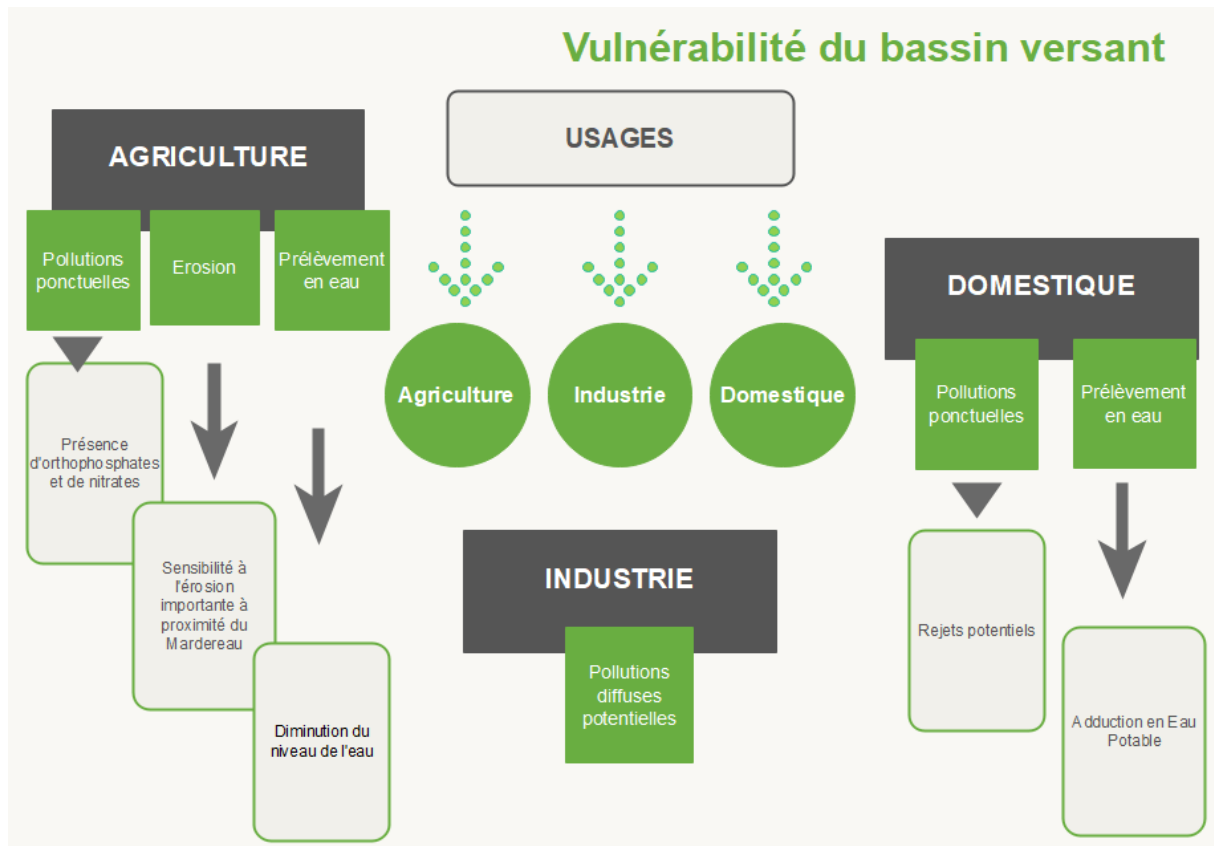 Vulnérabilité du bassin versant
USAGES
Agriculture
Industrie
Domestique
AGRICULTURE
Pollutions
ponctuelles
Erosion
Prélèvement
en eau
Présence
d'orthophosphates
et de nitrates
Sensibilité à
l'érosion
importante à
proximité du
Mardereau
Diminution du
niveau de l'eau
INDUSTRIE
Pollutions
diffuses
potentielles
DOMESTIQUE
Pollutions
ponctuelles
Prélèvement
en eau
Rejets potentiels
Adduction en Eau
Potable